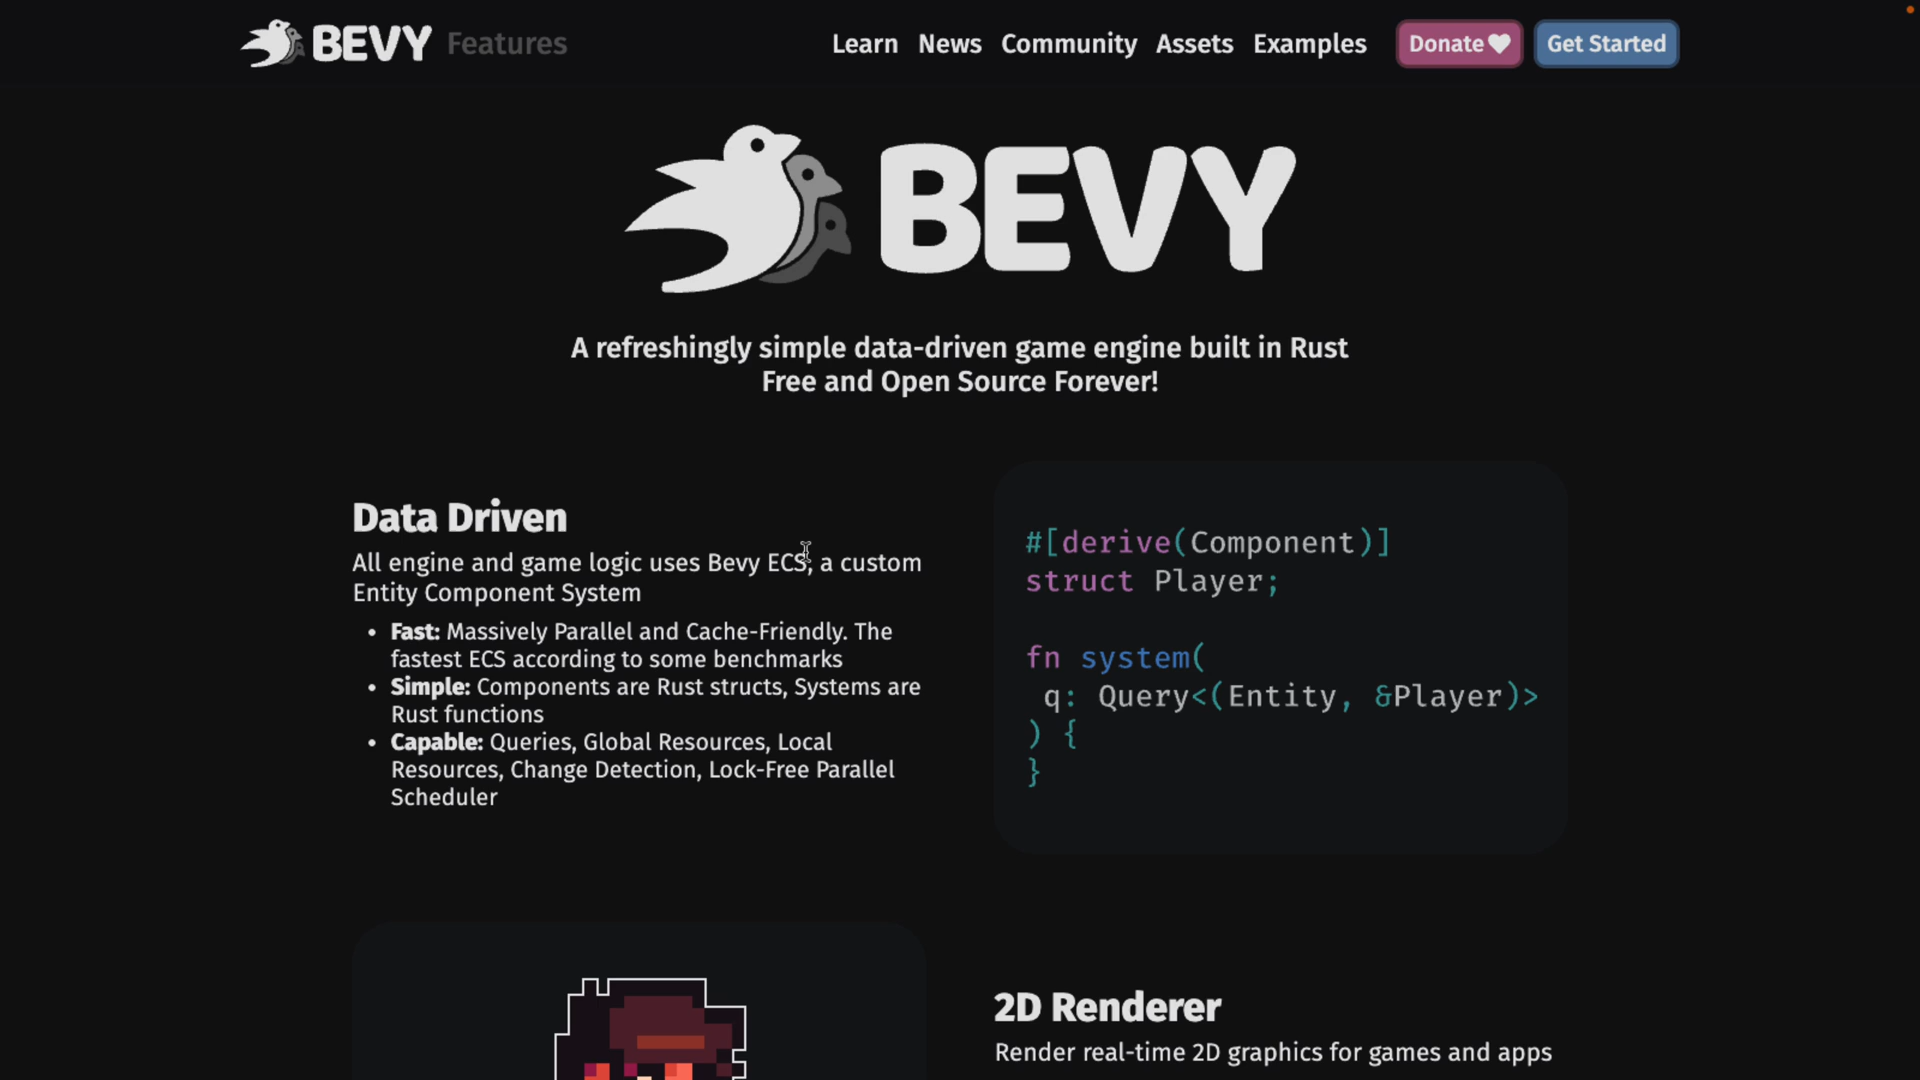 BEVY Features
Learn News Community Assets Examples Donate Get Started
BEVY
A refreshingly simple data-driven game engine built in Rust
Free and Open Source Forever!
Data Driven
All engine and game logic uses Bevy ECS, a custom
Entity Component System
• Fast: Massively Parallel and Cache-Friendly. The
fastest ECS according to some benchmarks
• Simple: Components are Rust structs, Systems are
Rust functions
• Capable: Queries, Global Resources, Local
Resources, Change Detection, Lock-Free Parallel
Scheduler
#[derive(Component)]
struct Player;
fn system(
q: Query<(Entity, &Player)>
) {
}
2D Renderer
Render real-time 2D graphics for games and apps